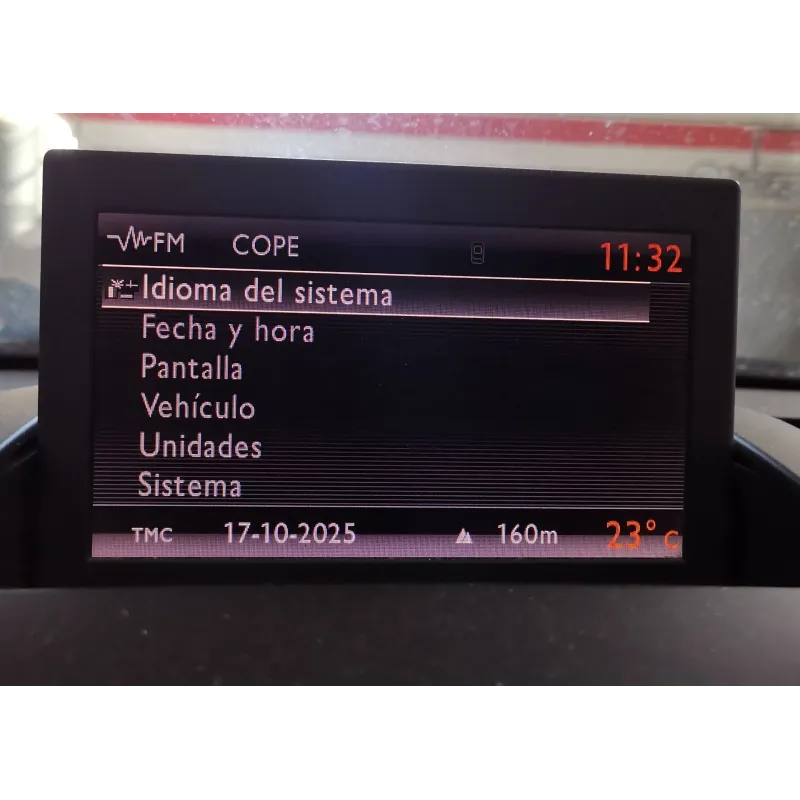 FM COPE 11:32
Idioma del sistema
Fecha y hora
Pantalla
Vehículo
Unidades
Sistema
TMC 17-10-2025 160m 23°C